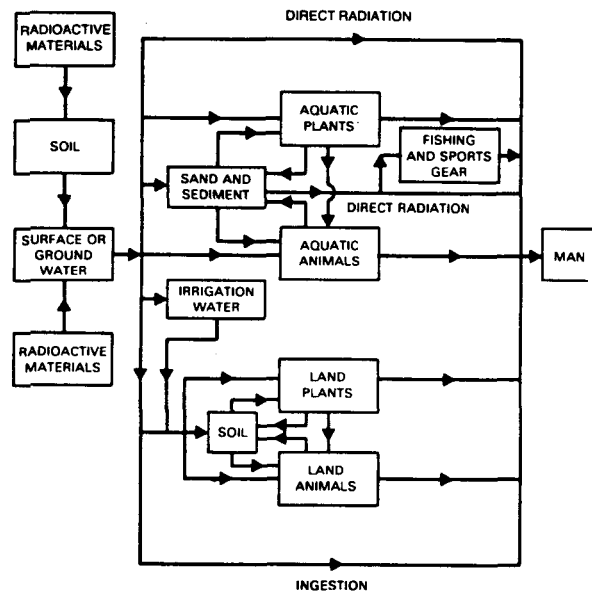 RADIOACTIVE
MATERIALS
SOIL
SURFACE OR
GROUND
WATER
RADIOACTIVE
MATERIALS
DIRECT RADIATION
AQUATIC
PLANTS
FISHING
AND SPORTS
GEAR
SAND AND
SEDIMENT
DIRECT RADIATION
AQUATIC
ANIMALS
MAN
IRRIGATION
WATER
LAND
PLANTS
SOIL
LAND
ANIMALS
INGESTION